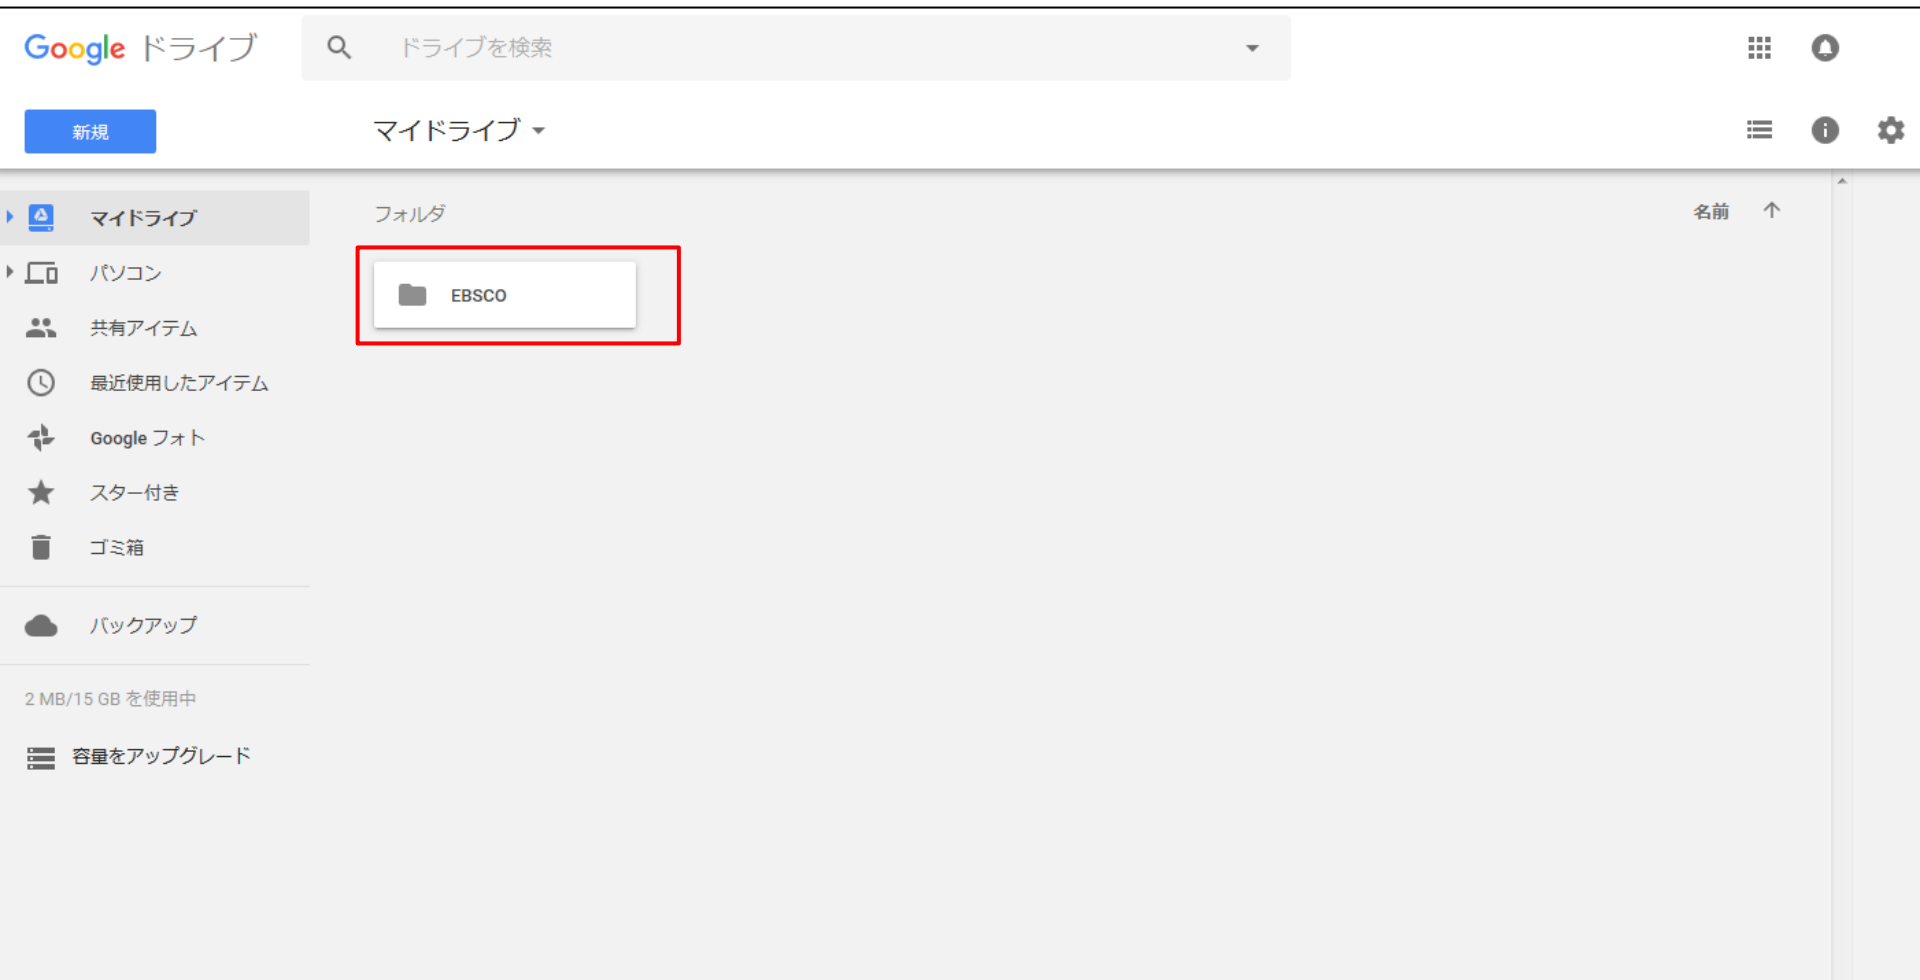 Google ドライブ
ドライブを検索
新規
マイドライブ
マイドライブ
パソコン
共有アイテム
最近使用したアイテム
Google フォト
スター付き
ゴミ箱
バックアップ
2 MB/15 GB を使用中
容量をアップグレード
フォルダ
名前
EBSCO